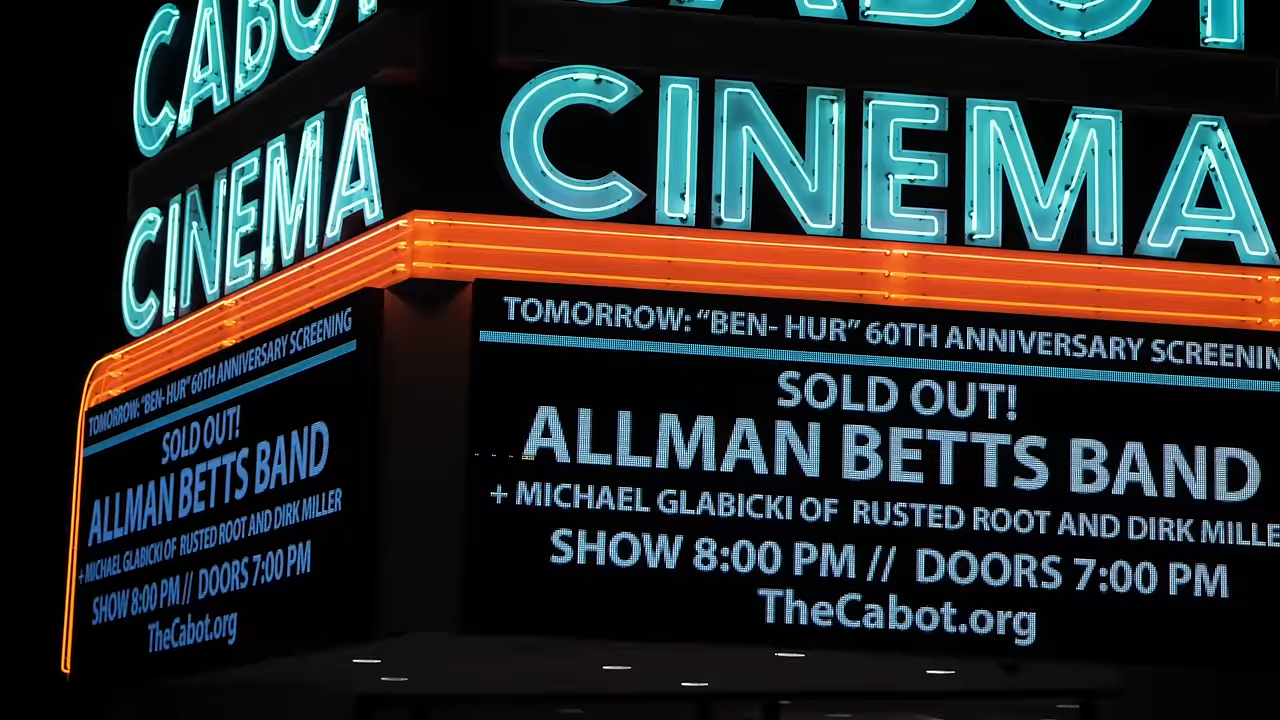 CABOT
CINEMA
TOMORROW: “BEN- HUR” 60TH ANNIVERSARY SCREENING
SOLD OUT!
ALLMAN BETTS BAND
+ MICHAEL GLABICKI OF RUSTED ROOT AND DIRK MILLER
SHOW 8:00 PM // DOORS 7:00 PM
TheCabot.org
CABOT
CINEMA
TOMORROW: “BEN- HUR” 60TH ANNIVERSARY SCREENIN
SOLD OUT!
ALLMAN BETTS BAND
+ MICHAEL GLABICKI OF RUSTED ROOT AND DIRK MILLE
SHOW 8:00 PM // DOORS 7:00 PM
TheCabot.org